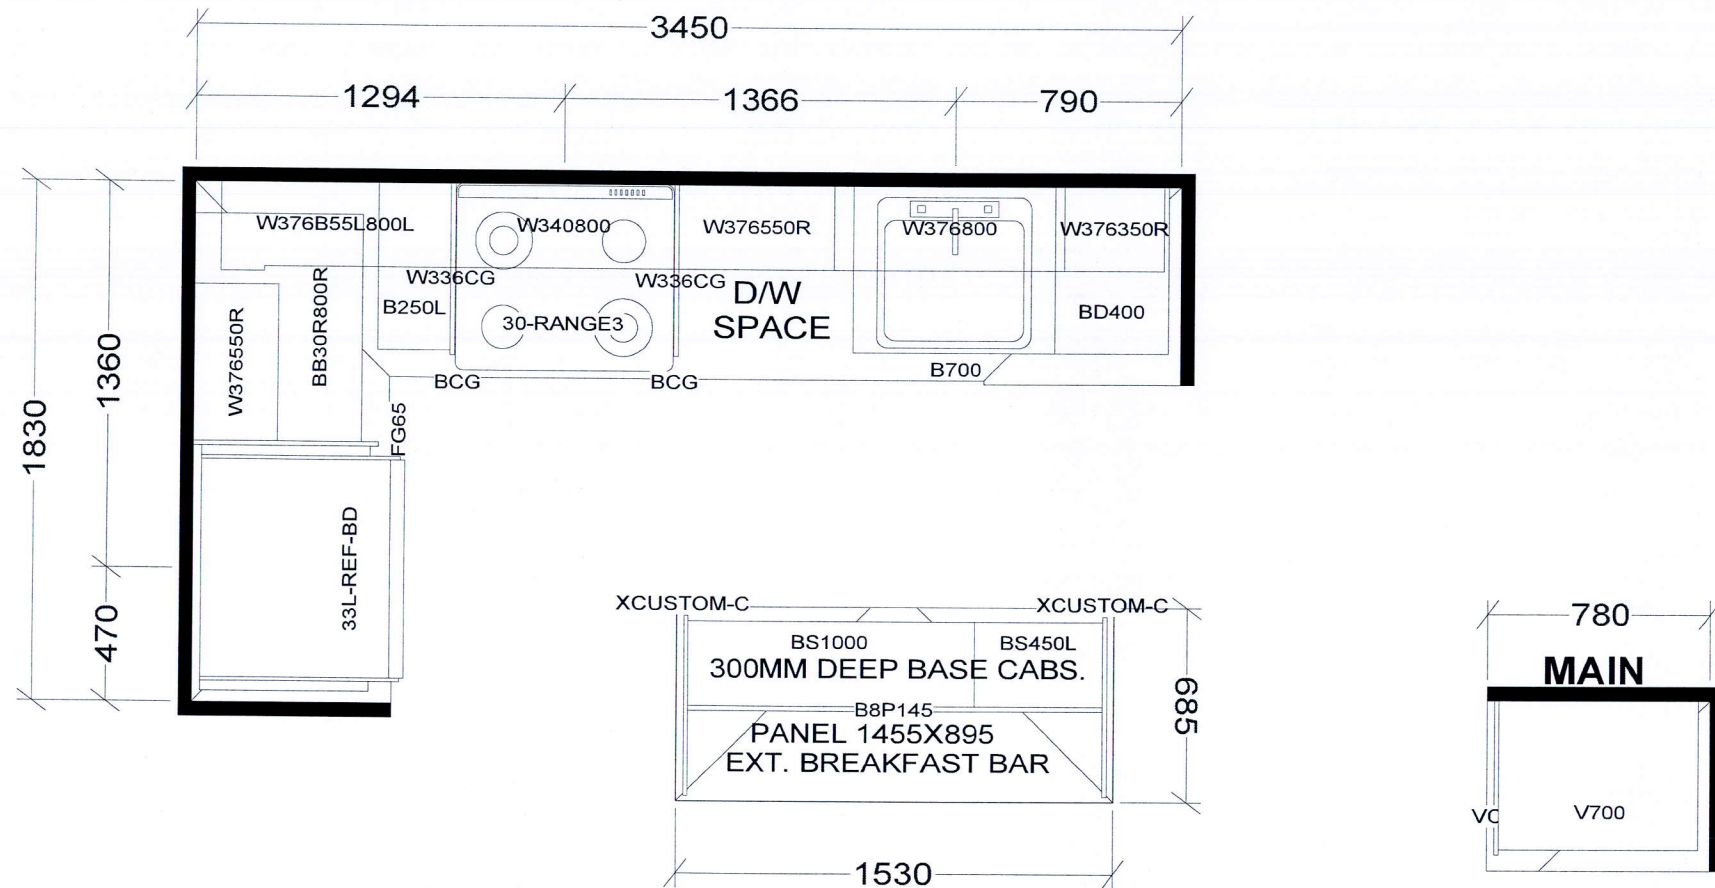 3450
1294
1366
790
W376B55L800L
W340800
W376550R
W376800
W376350R
W336CG
W336CG
B250L
30-RANGE3
D/W
SPACE
BD400
BB30R800R
W376550R
B700
BCG
BCG
FG65
1360
1830
470
33L-REF-BD
XCUSTOM-C
XCUSTOM-C
BS1000
BS450L
300MM DEEP BASE CABS.
B8P145
PANEL 1455X895
EXT. BREAKFAST BAR
685
1530
780
MAIN
V700